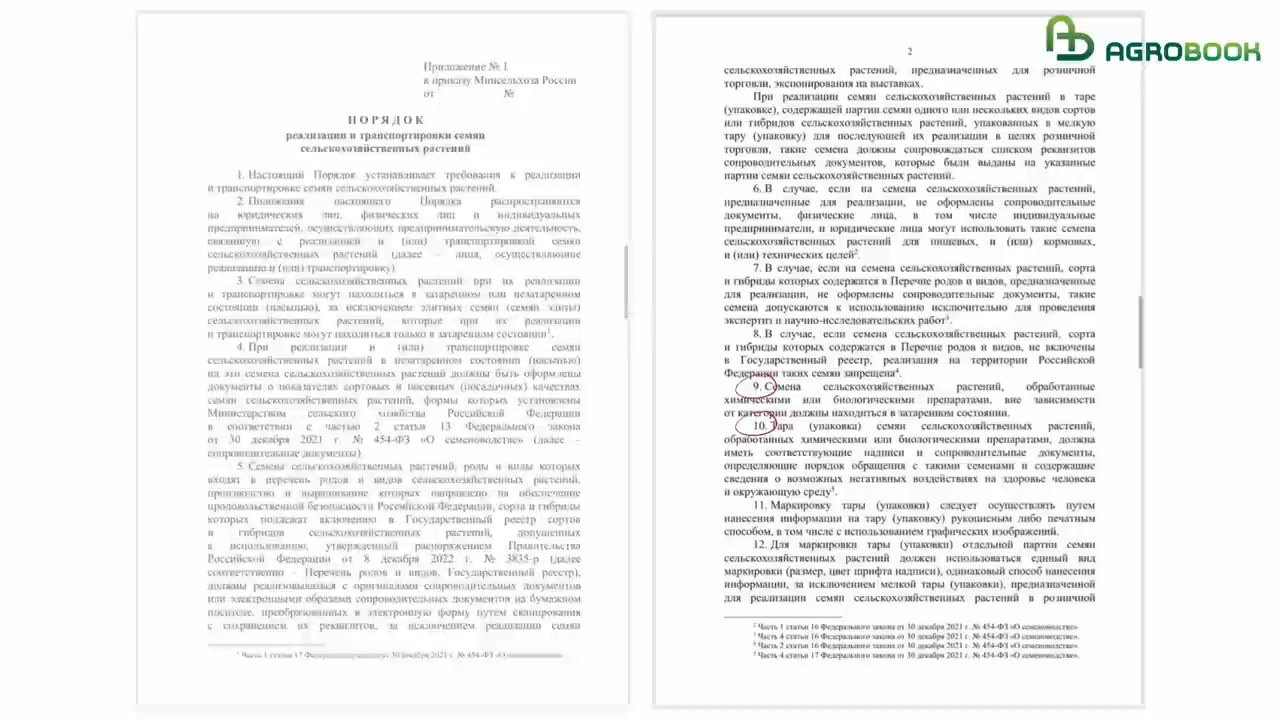 Приложение № 1
к приказу Минсельхоза России
от №
ПОРЯДОК
реализации и транспортировки семян
сельскохозяйственных растений
1. Настоящий Порядок устанавливает требования к реализации
и транспортировке семян сельскохозяйственных растений.
2. Положения настоящего Порядка распространяются
на юридических лиц, физических лиц и индивидуальных
предпринимателей, осуществляющих предпринимательскую деятельность,
связанную с реализацией и (или) транспортировкой семян
сельскохозяйственных растений (далее – лица, осуществляющие
реализацию и (или) транспортировку).
3. Семена сельскохозяйственных растений при их реализации
и транспортировке могут находиться в затаренном или незатаренном
состоянии (насыпью), за исключением элитных семян (семян элиты)
сельскохозяйственных растений, которые при их реализации
и транспортировке могут находиться только в затаренном состоянии¹.
4. При реализации и (или) транспортировке семян
сельскохозяйственных растений в незатаренном состоянии (насыпью)
на эти семена сельскохозяйственных растений должны быть оформлены
документы о показателях сортовых и посевных (посадочных) качествах
семян сельскохозяйственных растений, формы которых установлены
Министерством сельского хозяйства Российской Федерации
в соответствии с частью 2 статьи 13 Федерального закона
от 30 декабря 2021 г. № 454-ФЗ «О семеноводстве» (далее –
сопроводительные документы).
5. Семена сельскохозяйственных растений, роды и виды которых
входят в перечень родов и видов сельскохозяйственных растений,
производство и выращивание которых направлено на обеспечение
продовольственной безопасности Российской Федерации, сорта и гибриды
которых подлежат включению в Государственный реестр сортов
и гибридов сельскохозяйственных растений, допущенных
к использованию, утвержденный распоряжением Правительства
Российской Федерации от 8 декабря 2022 г. № 3835-р (далее
соответственно – Перечень родов и видов, Государственный реестр),
должны реализовываться с оригиналами сопроводительных документов
или электронными образами сопроводительных документов на бумажном
носителе, преобразованных в электронную форму путем сканирования
с сохранением их реквизитов, за исключением реализации семян
¹ Часть 1 статьи 17 Федерального закона от 30 декабря 2021 г. № 454-ФЗ «О семеноводстве».
AGROBOOK
2
сельскохозяйственных растений, предназначенных для розничной
торговли, экспонирования на выставках.
При реализации семян сельскохозяйственных растений в таре
(упаковке), содержащей партии семян одного или нескольких видов сортов
или гибридов сельскохозяйственных растений, упакованных в мелкую
тару (упаковку) для последующей их реализации в целях розничной
торговли, такие семена должны сопровождаться списком реквизитов
сопроводительных документов, которые были выданы на указанные
партии семян сельскохозяйственных растений.
6. В случае, если на семена сельскохозяйственных растений,
предназначенные для реализации, не оформлены сопроводительные
документы, физические лица, в том числе индивидуальные
предприниматели, и юридические лица могут использовать такие семена
сельскохозяйственных растений для пищевых, и (или) кормовых,
и (или) технических целей².
7. В случае, если на семена сельскохозяйственных растений, сорта
и гибриды которых содержатся в Перечне родов и видов, предназначенные
для реализации, не оформлены сопроводительные документы, такие
семена допускаются к использованию исключительно для проведения
экспертиз и научно-исследовательских работ³.
8. В случае, если семена сельскохозяйственных растений, сорта
и гибриды которых содержатся в Перечне родов и видов, не включены
в Государственный реестр, реализация на территории Российской
Федерации таких семян запрещена⁴.
9. Семена сельскохозяйственных растений, обработанные
химическими или биологическими препаратами, вне зависимости
от категории должны находиться в затаренном состоянии.
10. Тара (упаковка) семян сельскохозяйственных растений,
обработанных химическими или биологическими препаратами, должна
иметь соответствующие надписи и сопроводительные документы,
определяющие порядок обращения с такими семенами и содержащие
сведения о возможных негативных воздействиях на здоровье человека
и окружающую среду⁵.
11. Маркировку тары (упаковки) следует осуществлять путем
нанесения информации на тару (упаковку) рукописным либо печатным
способом, в том числе с использованием графических изображений.
12. Для маркировки тары (упаковки) отдельной партии семян
сельскохозяйственных растений должен использоваться единый вид
маркировки (размер, цвет шрифта надписи), одинаковый способ нанесения
информации, за исключением мелкой тары (упаковки), предназначенной
для реализации семян сельскохозяйственных растений в розничной
² Часть 1 статьи 16 Федерального закона от 30 декабря 2021 г. № 454-ФЗ «О семеноводстве».
³ Часть 4 статьи 16 Федерального закона от 30 декабря 2021 г. № 454-ФЗ «О семеноводстве».
⁴ Часть 2 статьи 16 Федерального закона от 30 декабря 2021 г. № 454-ФЗ «О семеноводстве».
⁵ Часть 4 статьи 17 Федерального закона от 30 декабря 2021 г. № 454-ФЗ «О семеноводстве».